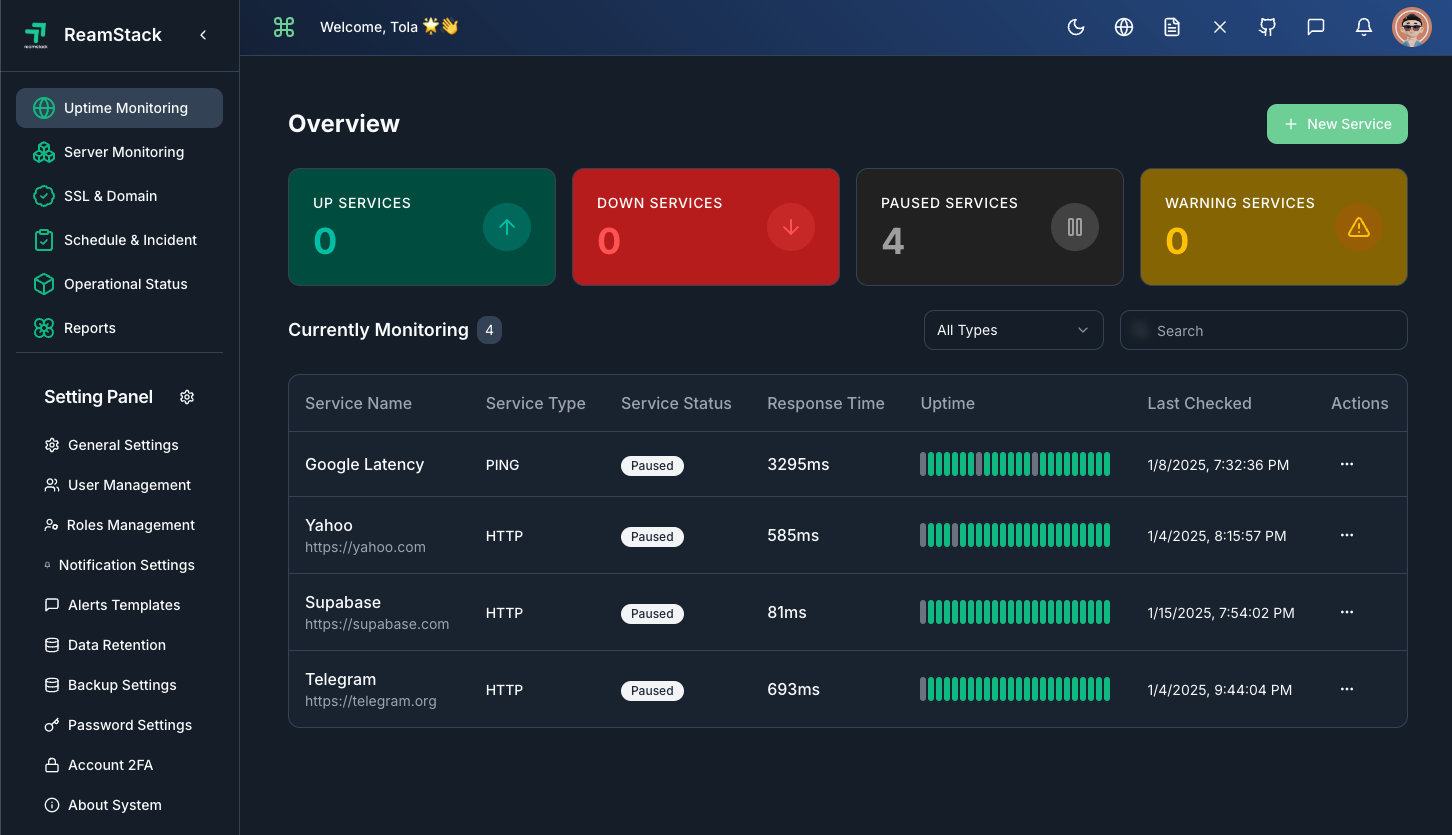 ReamStack
reamstack
Welcome, Tola 🌟👋
Uptime Monitoring
Server Monitoring
SSL & Domain
Schedule & Incident
Operational Status
Reports
Setting Panel
General Settings
User Management
Roles Management
Notification Settings
Alerts Templates
Data Retention
Backup Settings
Password Settings
Account 2FA
About System
Overview
New Service
UP SERVICES
0
DOWN SERVICES
0
PAUSED SERVICES
4
WARNING SERVICES
0
Currently Monitoring 4
All Types
Search
Service Name Service Type Service Status Response Time Uptime Last Checked Actions
Google Latency PING Paused 3295ms 1/8/2025, 7:32:36 PM
Yahoo
https://yahoo.com
HTTP Paused 585ms 1/4/2025, 8:15:57 PM
Supabase
https://supabase.com
HTTP Paused 81ms 1/15/2025, 7:54:02 PM
Telegram
https://telegram.org
HTTP Paused 693ms 1/4/2025, 9:44:04 PM